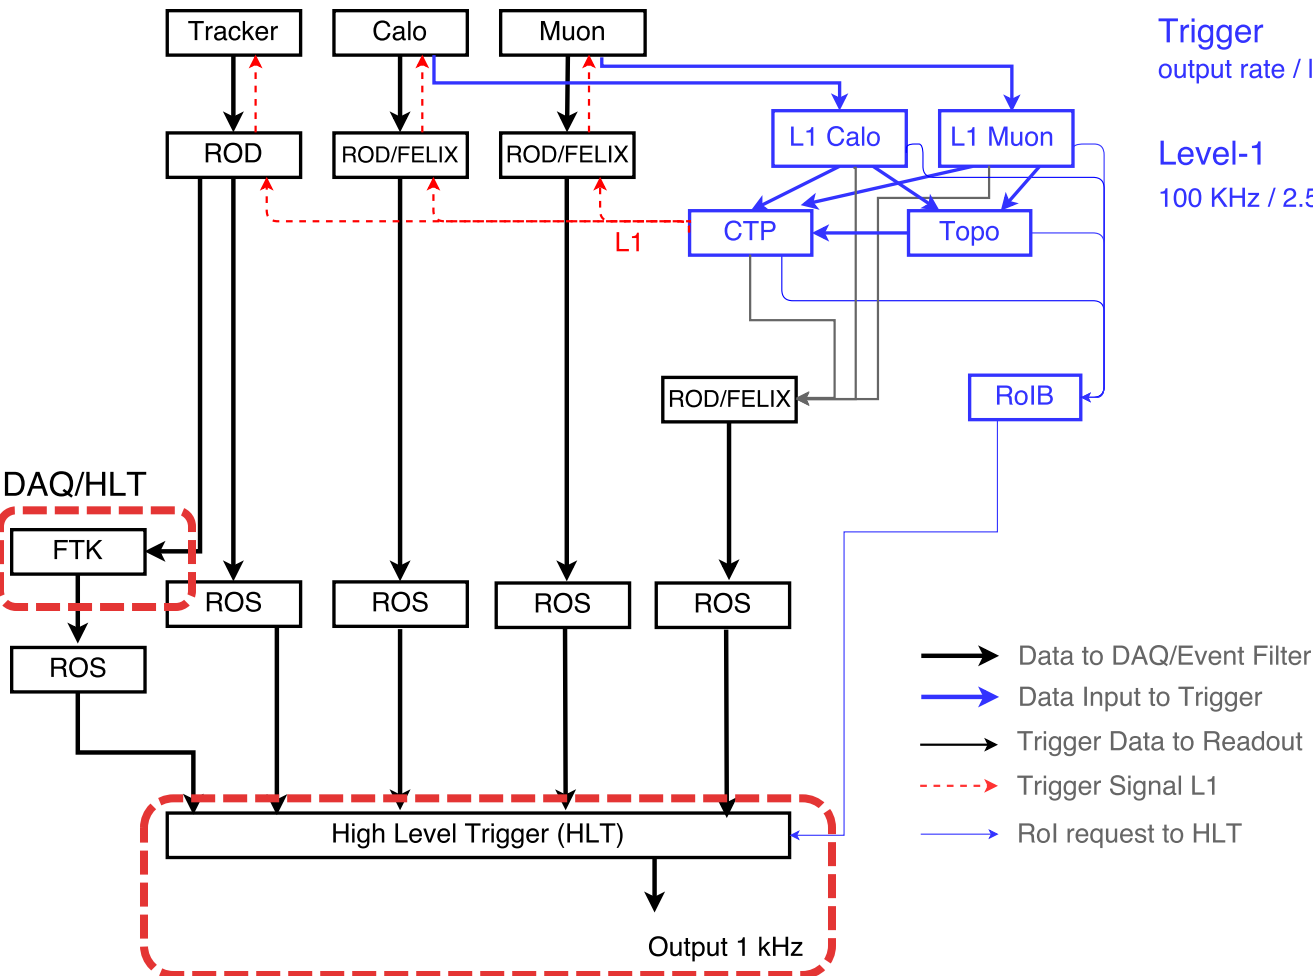 Tracker
Calo
Muon
Trigger
output rate /
L1 Calo
L1 Muon
ROD
ROD/FELIX
ROD/FELIX
Level-1
100 KHz / 2.5
CTP
Topo
L1
ROD/FELIX
RoIB
DAQ/HLT
FTK
ROS
ROS
ROS
ROS
ROS
Data to DAQ/Event Filter
Data Input to Trigger
Trigger Data to Readout
Trigger Signal L1
RoI request to HLT
High Level Trigger (HLT)
Output 1 kHz